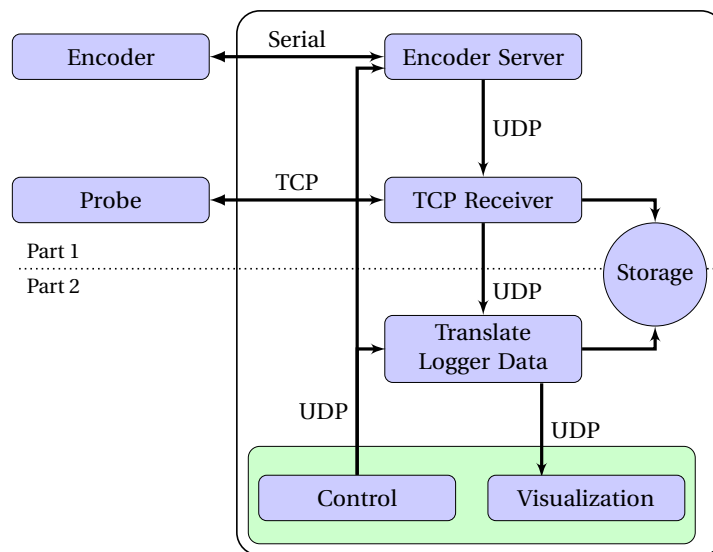 Serial
Encoder
Encoder Server
UDP
TCP
Probe
TCP Receiver
Part 1
Storage
Part 2
UDP
Translate
Logger Data
UDP
UDP
Control
Visualization